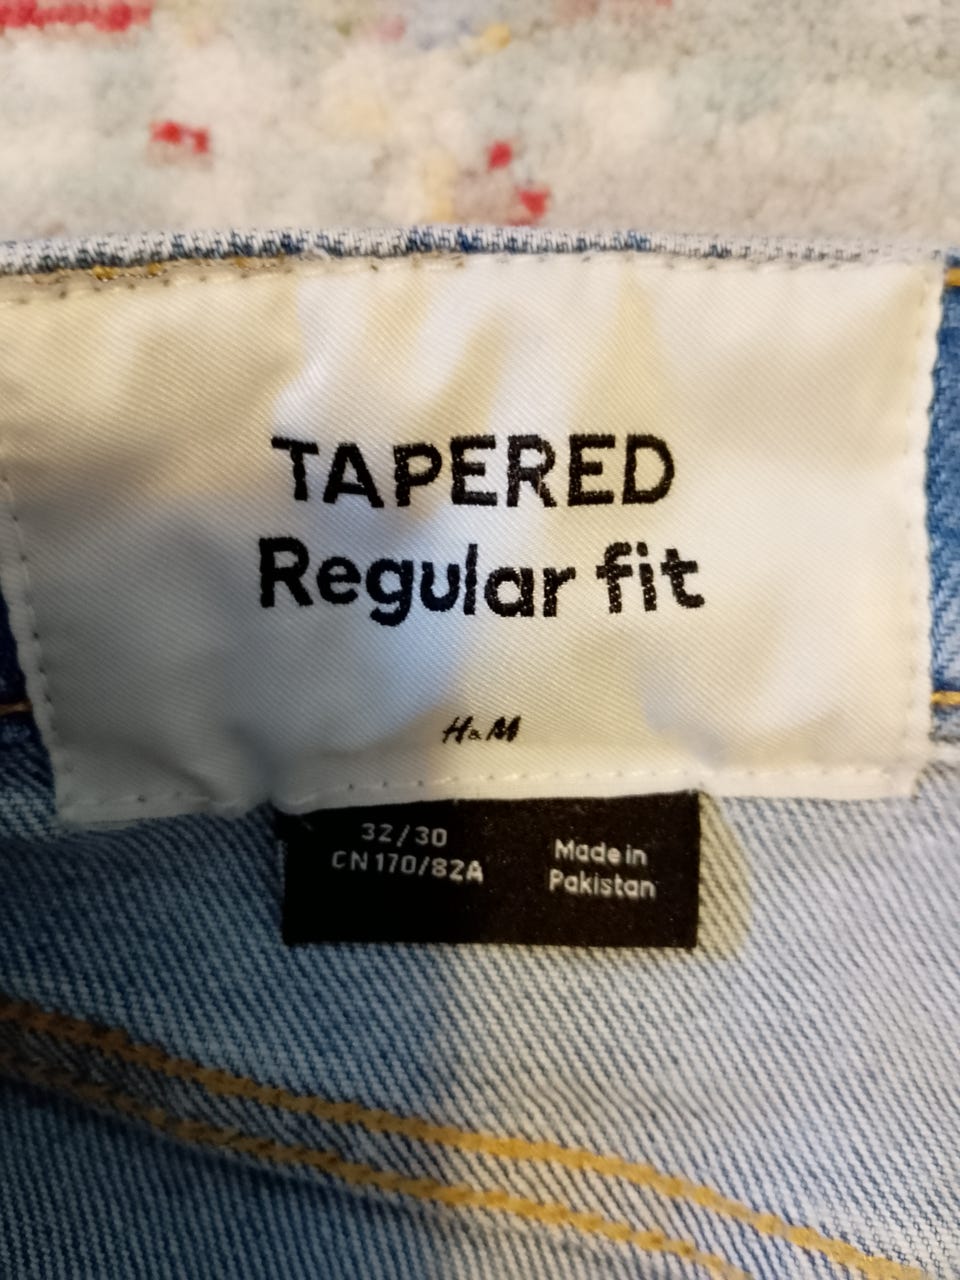 TAPERED
Regular fit
H&M
32/30
CN 170/82A
Made in
Pakistan